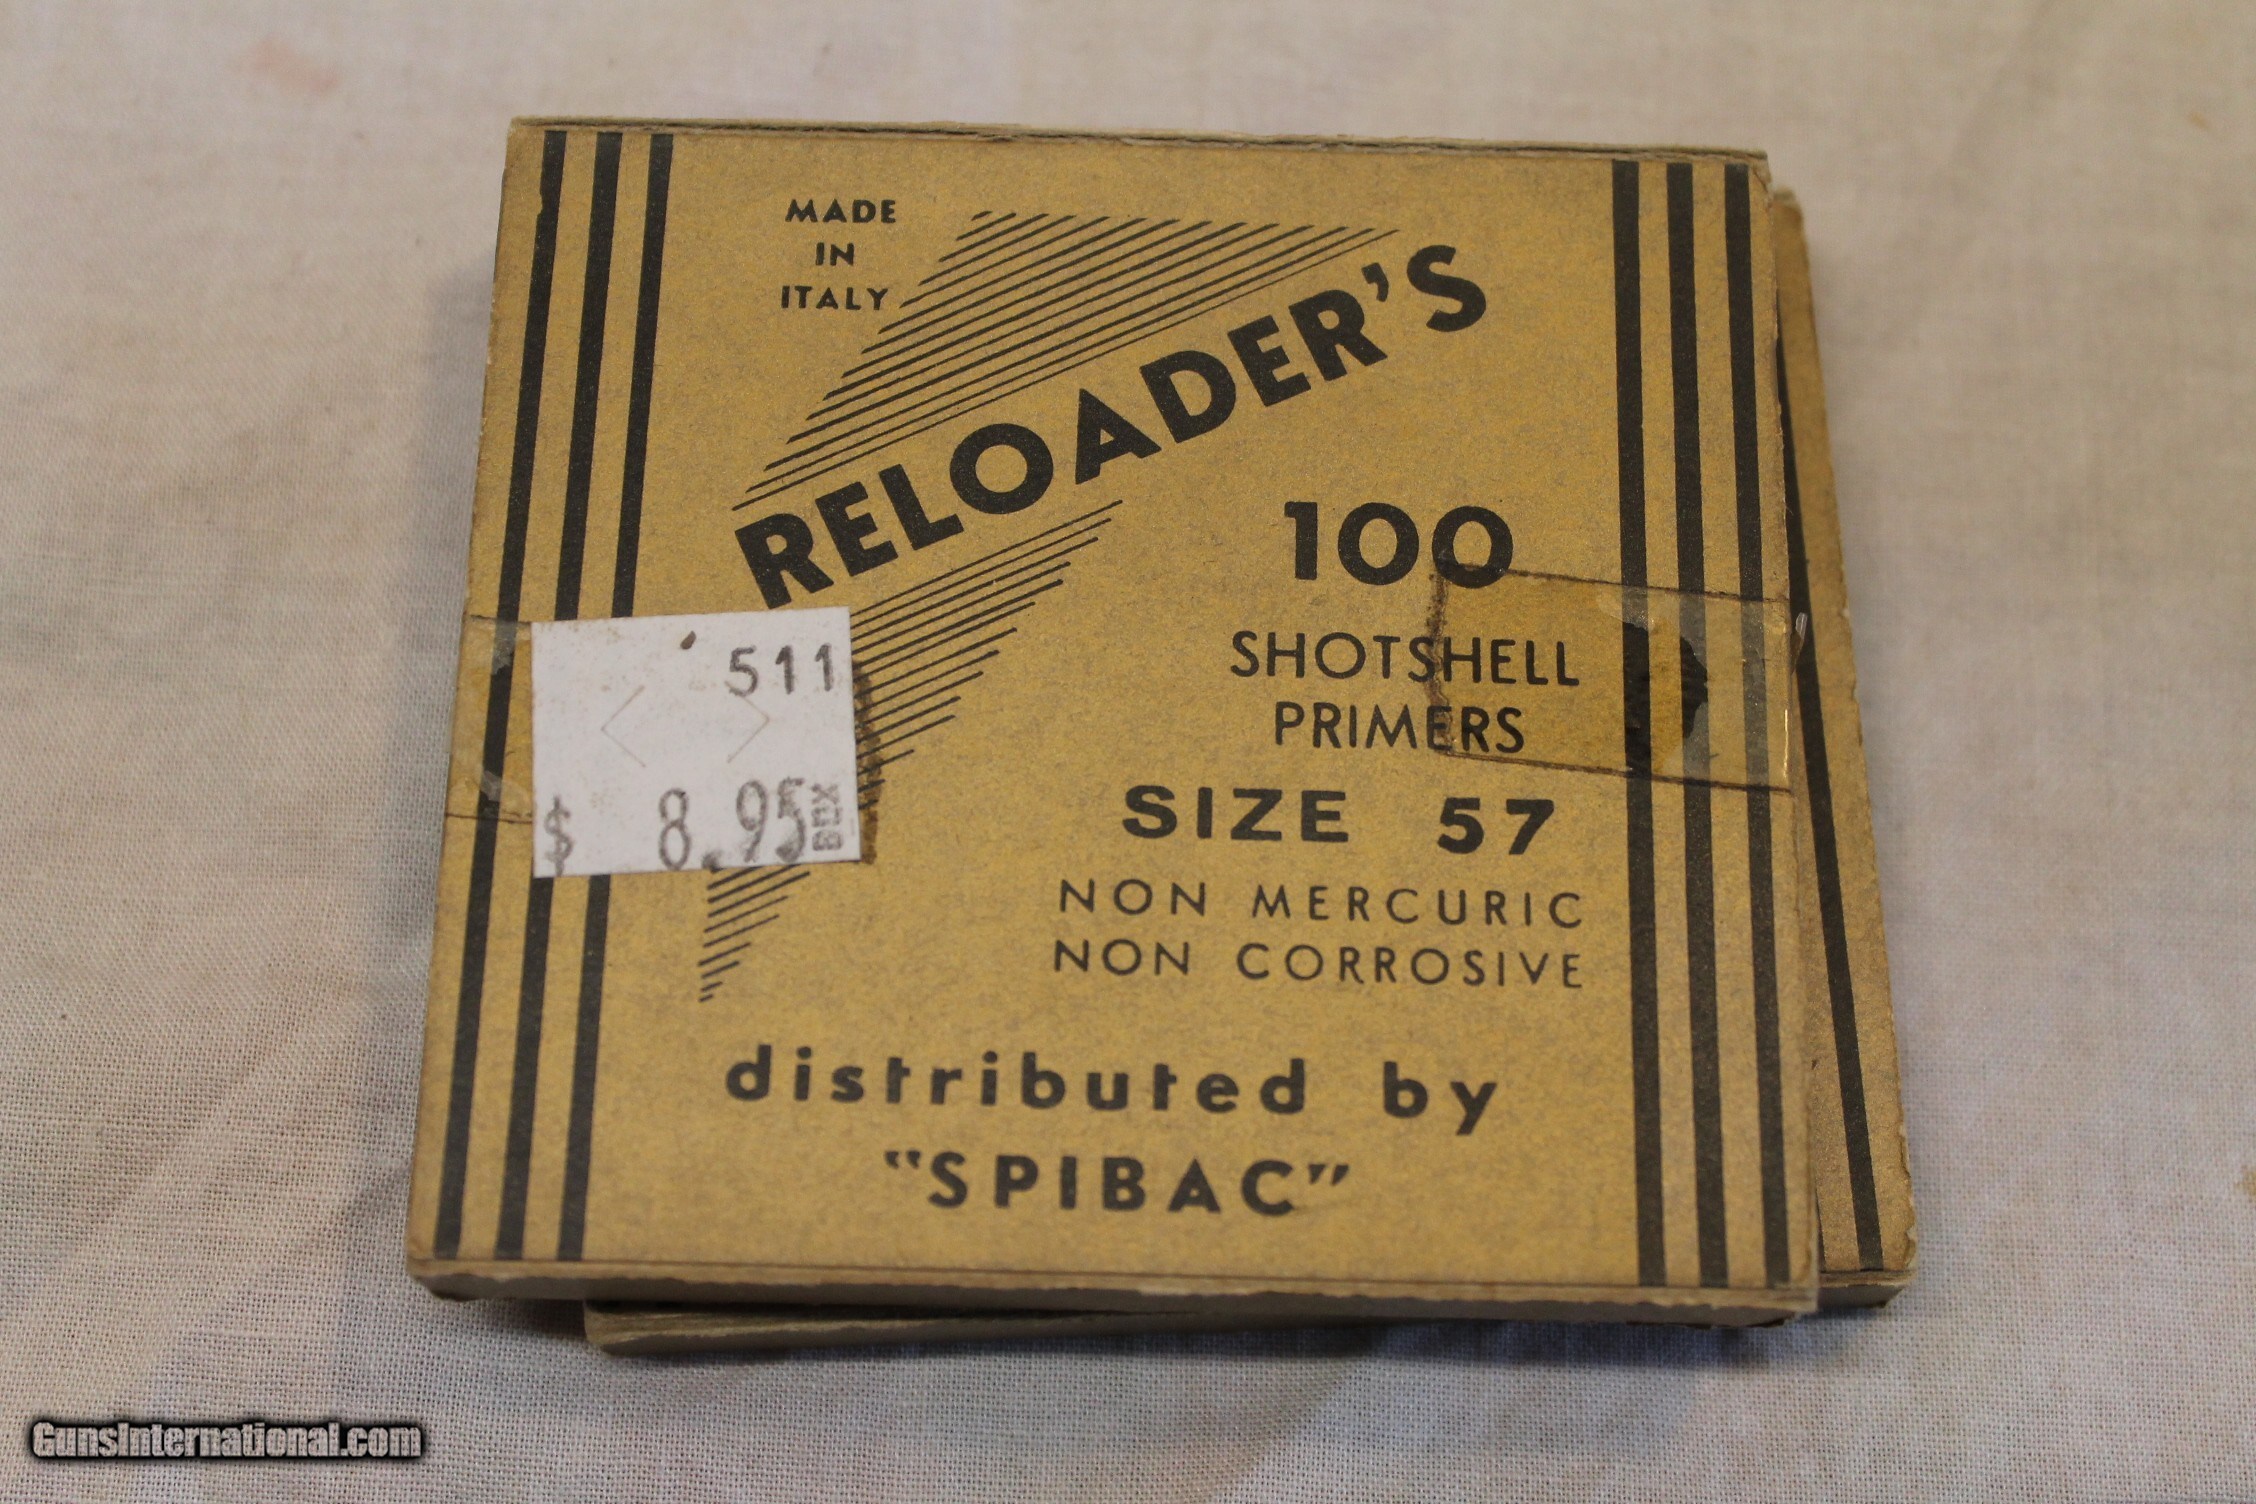 MADE
IN
ITALY
RELOADER'S
100
SHOTSHELL
PRIMERS
SIZE 57
NON MERCURIC
NON CORROSIVE
distributed by
"SPIBAC"
511
$ 8.95 BOX
GunsInternational.com